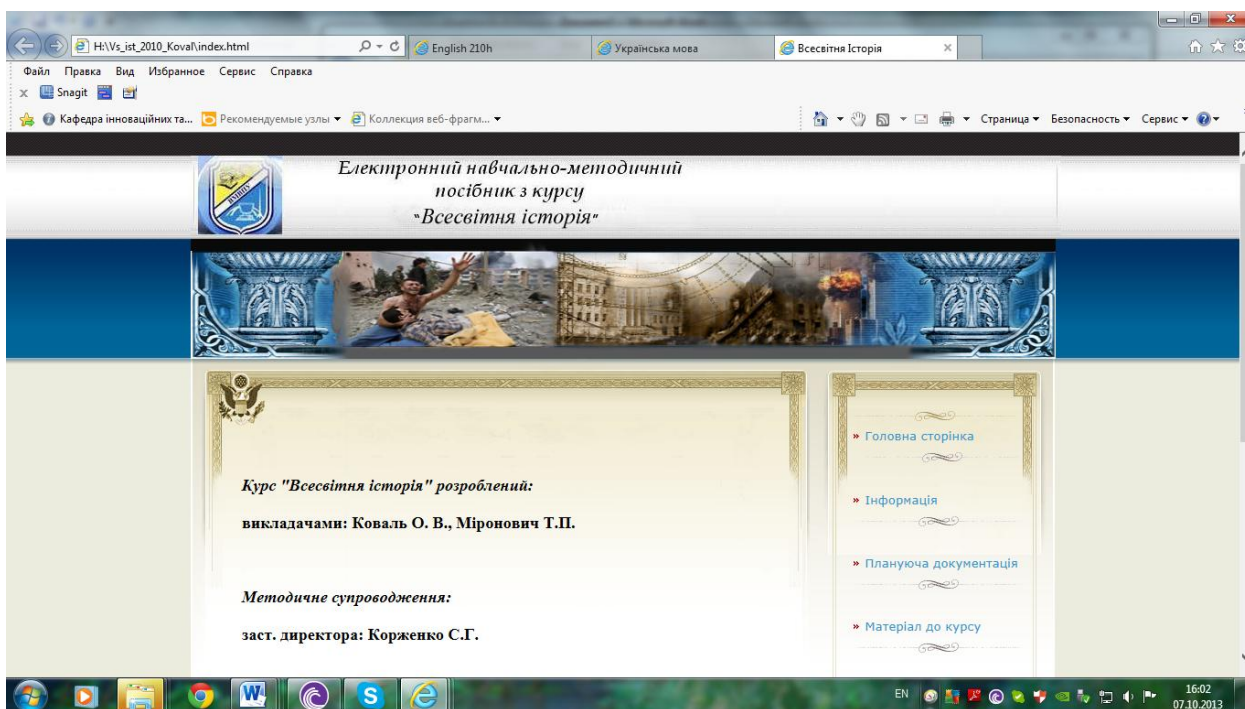 H:\Vs_ist_2010_Koval\index.html
English 210h
Українська мова
Всесвітня Історія
Файл Правка Вид Избранное Сервис Справка
x Snagit
Кафедра інноваційних та... Рекомендуемые узлы Коллекция веб-фрагм...
Страница Безопасность Сервис
Електронний навчально-методичний
посібник з курсу
"Всесвітня історія"
Курс "Всесвітня історія" розроблений:
викладачами: Коваль О. В., Міронович Т.П.
Методичне супроводження:
заст. директора: Корженко С.Г.
» Головна сторінка
» Інформація
» Плануюча документація
» Матеріал до курсу
EN
16:02
07.10.2013